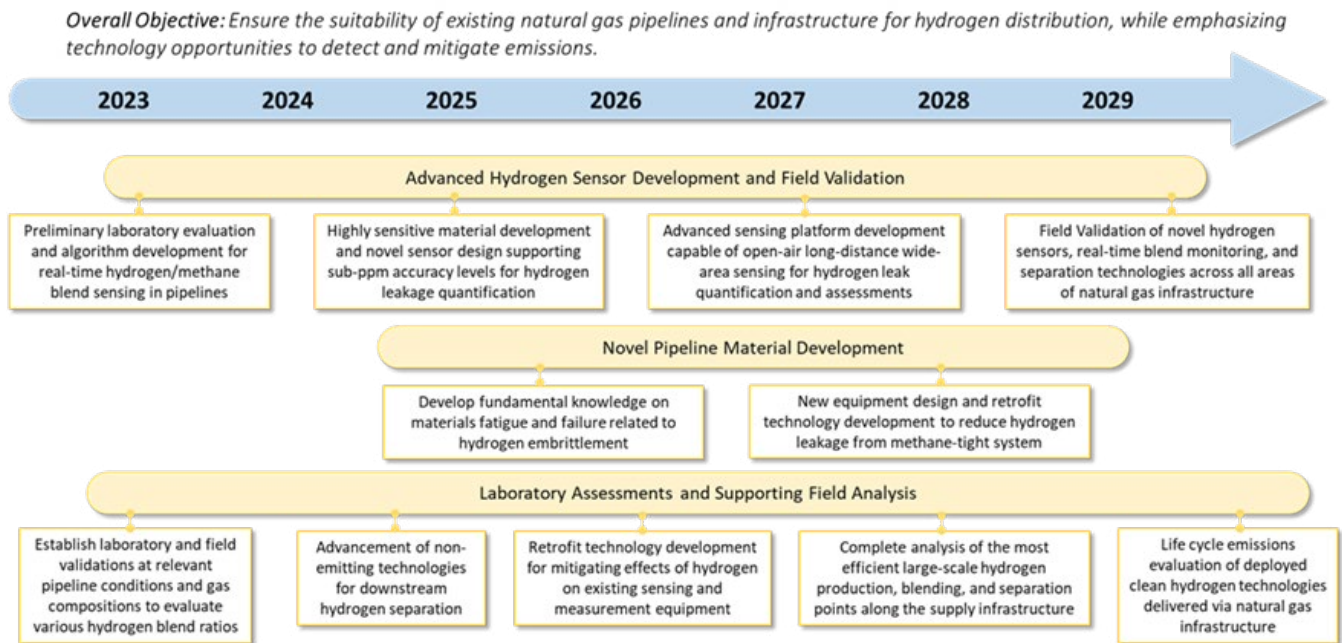 Overall Objective: Ensure the suitability of existing natural gas pipelines and infrastructure for hydrogen distribution, while emphasizing
technology opportunities to detect and mitigate emissions.
2023 2024 2025 2026 2027 2028 2029
Advanced Hydrogen Sensor Development and Field Validation
Preliminary laboratory evaluation
and algorithm development for
real-time hydrogen/methane
blend sensing in pipelines
Highly sensitive material development
and novel sensor design supporting
sub-ppm accuracy levels for hydrogen
leakage quantification
Advanced sensing platform development
capable of open-air long-distance wide-
area sensing for hydrogen leak
quantification and assessments
Field Validation of novel hydrogen
sensors, real-time blend monitoring, and
separation technologies across all areas
of natural gas infrastructure
Novel Pipeline Material Development
Develop fundamental knowledge on
materials fatigue and failure related to
hydrogen embrittlement
New equipment design and retrofit
technology development to reduce hydrogen
leakage from methane-tight system
Laboratory Assessments and Supporting Field Analysis
Establish laboratory and field
validations at relevant
pipeline conditions and gas
compositions to evaluate
various hydrogen blend ratios
Advancement of non-
emitting technologies
for downstream
hydrogen separation
Retrofit technology development
for mitigating effects of hydrogen
on existing sensing and
measurement equipment
Complete analysis of the most
efficient large-scale hydrogen
production, blending, and separation
points along the supply infrastructure
Life cycle emissions
evaluation of deployed
clean hydrogen technologies
delivered via natural gas
infrastructure